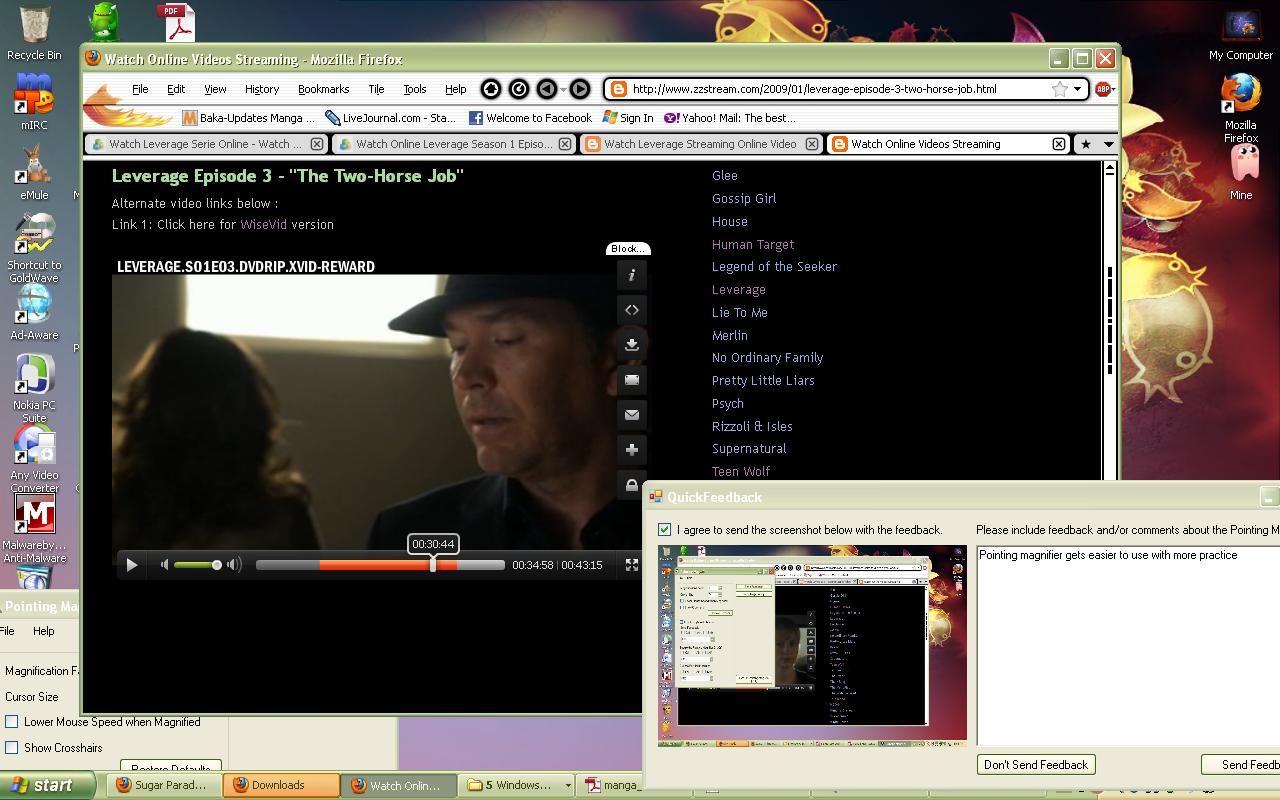 Recycle Bin
mIRC
eMule
Shortcut to
GoldWave
Ad-Aware
Nokia PC
Suite
Any Video
Converter
Malwareby...
Anti-Malware
PDF
My Computer
Mozilla
Firefox
Mine
Watch Online Videos Streaming - Mozilla Firefox
File Edit View History Bookmarks Tile Tools Help
http://www.zzstream.com/2009/01/leverage-episode-3-two-horse-job.html
ABP
Baka-Updates Manga ... LiveJournal.com - Sta... Welcome to Facebook Sign In Yahoo! Mail: The best...
Watch Leverage Serie Online - Watch ... Watch Online Leverage Season 1 Episo... Watch Leverage Streaming Online Video Watch Online Videos Streaming
Leverage Episode 3 - "The Two-Horse Job"
Alternate video links below :
Link 1: Click here for WiseVid version
Block...
LEVERAGE.S01E03.DVDRIP.XVID-REWARD
00:30:44
00:34:58 | 00:43:15
Glee
Gossip Girl
House
Human Target
Legend of the Seeker
Leverage
Lie To Me
Merlin
No Ordinary Family
Pretty Little Liars
Psych
Rizzoli & Isles
Supernatural
Teen Wolf
QuickFeedback
I agree to send the screenshot below with the feedback.
Please include feedback and/or comments about the Pointing M
Pointing magnifier gets easier to use with more practice
Don't Send Feedback
Send Feedb
Pointing Ma
File Help
Magnification F
Cursor Size
Lower Mouse Speed when Magnified
Show Crosshairs
Restore Defaults
start
Sugar Parad...
Downloads
Watch Onlin...
5 Windows...
manga_